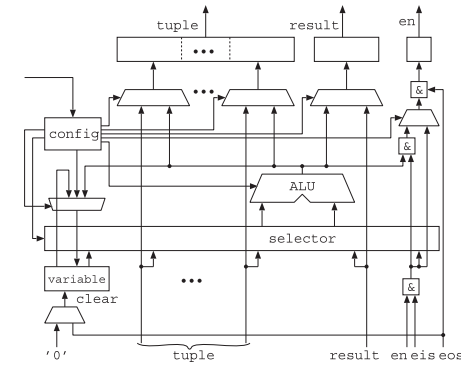 tuple result en
•••
•••
&
config
&
ALU
selector
variable
•••
clear
&
'0' tuple result en eis eos